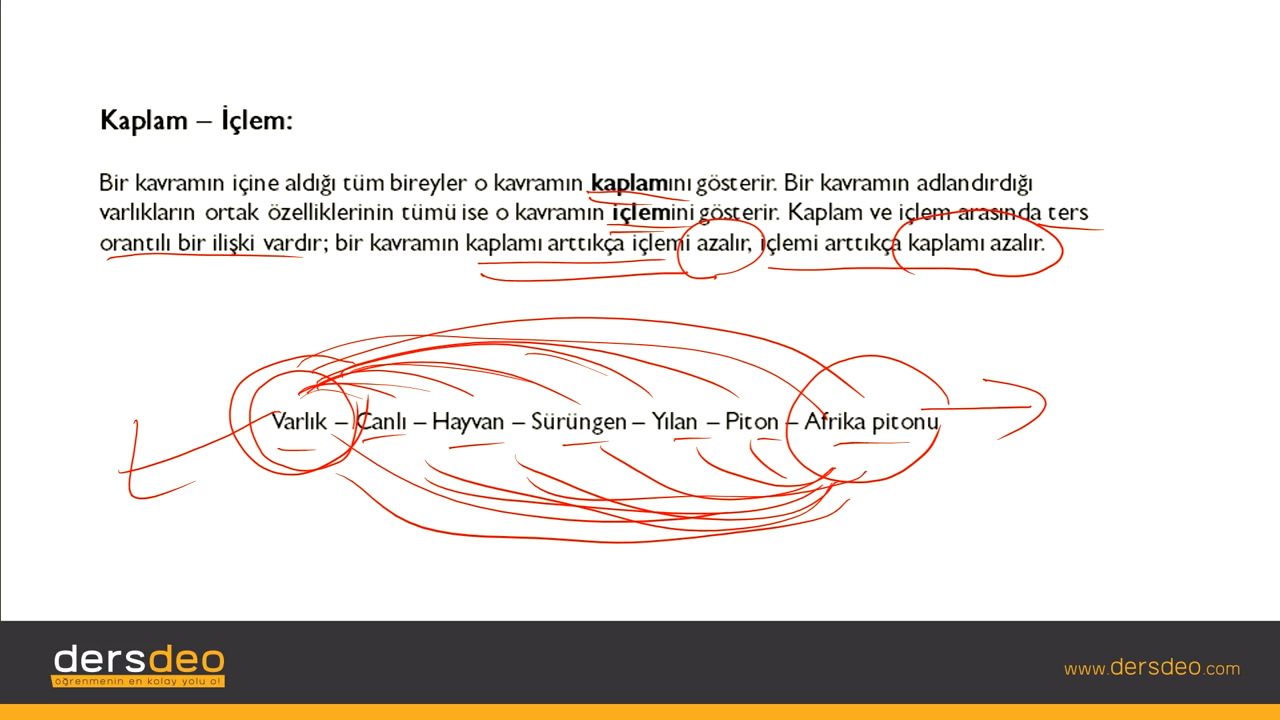 Kaplam – İçlem:
Bir kavramın içine aldığı tüm bireyler o kavramın kaplamını gösterir. Bir kavramın adlandırdığı
varlıkların ortak özelliklerinin tümü ise o kavramın içlemini gösterir. Kaplam ve içlem arasında ters
orantılı bir ilişki vardır; bir kavramın kaplamı arttıkça içlemi azalır, içlemi arttıkça kaplamı azalır.
Varlık – Canlı – Hayvan – Sürüngen – Yılan – Piton – Afrika pitonu
dersdeo
öğrenmenin en kolay yolu o!
www.dersdeo.com